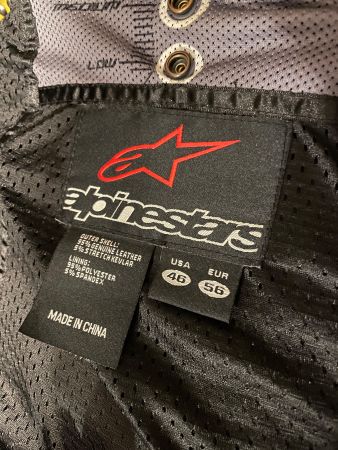 alpinestars
OUTER SHELL:
95% GENUINE LEATHER
5% STRETCH KEVLAR
LINING:
95% POLYESTER
5% SPANDEX
MADE IN CHINA
USA
46
EUR
56